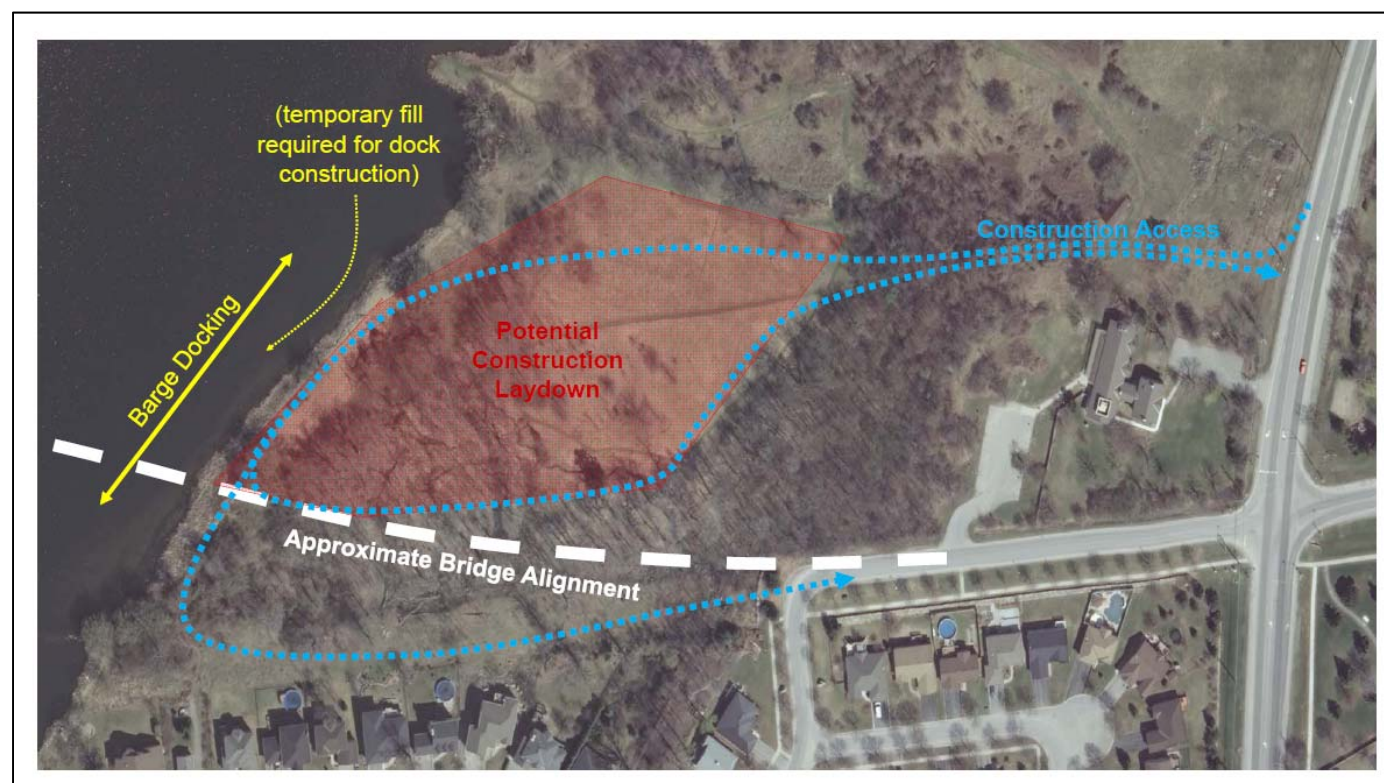 (temporary fill
required for dock
construction)
Barge Docking
Construction Access
Potential
Construction
Laydown
Approximate Bridge Alignment